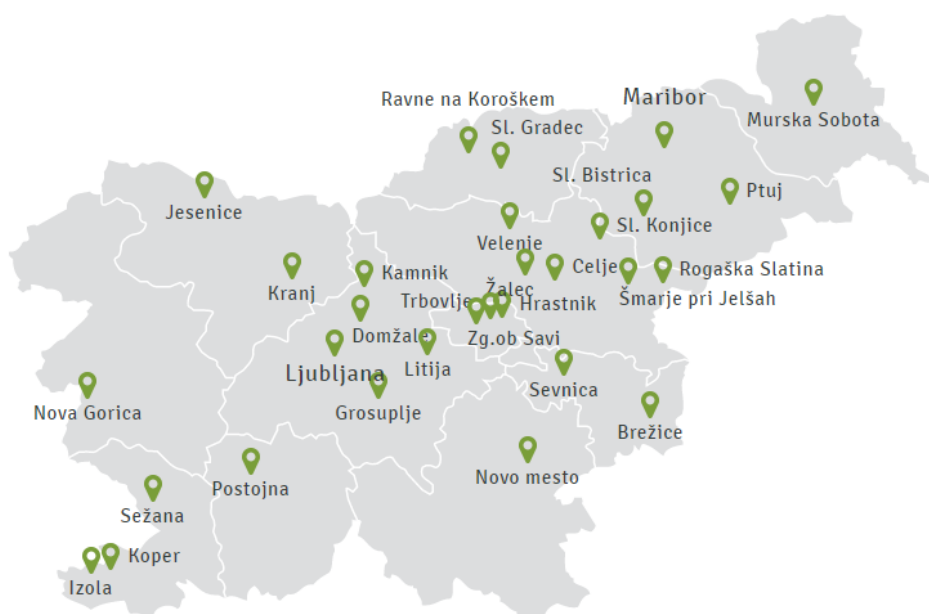 Ravne na Koroškem
Maribor
Murska Sobota
Sl. Gradec
Sl. Bistrica
Ptuj
Jesenice
Sl. Konjice
Velenje
Celje
Rogaška Slatina
Kamnik
Kranj
Žalec
Šmarje pri Jelšah
Trbovlje
Hrastnik
Domžale
Zg.ob Savi
Ljubljana
Litija
Sevnica
Nova Gorica
Grosuplje
Brežice
Novo mesto
Postojna
Sežana
Koper
Izola